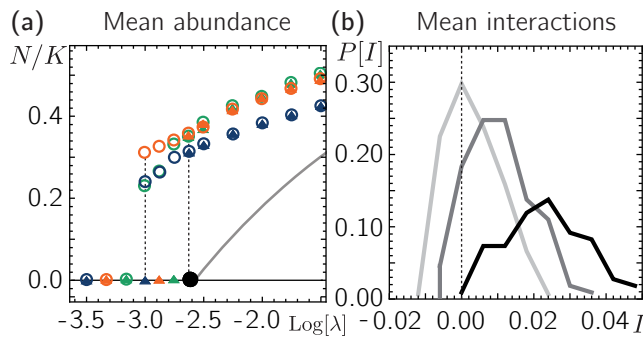 (a) Mean abundance
N/K
0.4
0.2
0.0
-3.5 -3.0 -2.5 -2.0 Log[λ]
(b) Mean interactions
P[I]
0.30
0.20
0.10
0.00
-0.02 0.00 0.02 0.04 I